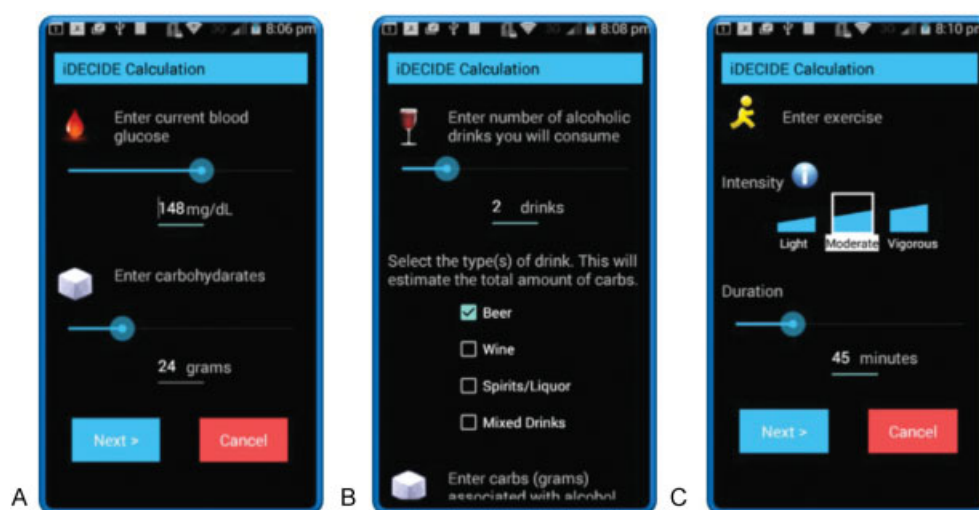 8:06 pm
iDECIDE Calculation
Enter current blood
glucose
148 mg/dL
Enter carbohydarates
24 grams
Next >
Cancel
A
8:08 pm
iDECIDE Calculation
Enter number of alcoholic
drinks you will consume
2 drinks
Select the type(s) of drink. This will
estimate the total amount of carbs.
Beer
Wine
Spirits/Liquor
Mixed Drinks
Enter carbs (grams)
associated with alcohol
B
8:10 pm
iDECIDE Calculation
Enter exercise
Intensity
Light
Moderate
Vigorous
Duration
45 minutes
Next >
Cancel
C